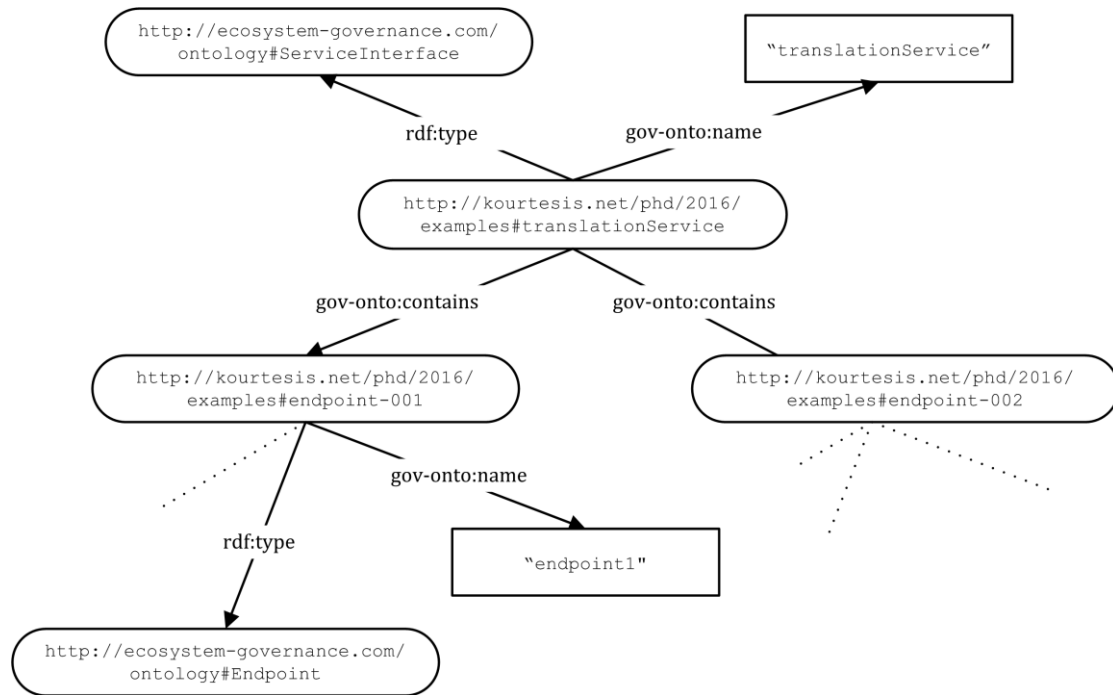 http://ecosystem-governance.com/
ontology#ServiceInterface
“translationService”
rdf:type
gov-onto:name
http://kourtesis.net/phd/2016/
examples#translationService
gov-onto:contains
gov-onto:contains
http://kourtesis.net/phd/2016/
examples#endpoint-001
http://kourtesis.net/phd/2016/
examples#endpoint-002
gov-onto:name
rdf:type
“endpoint1"
http://ecosystem-governance.com/
ontology#Endpoint